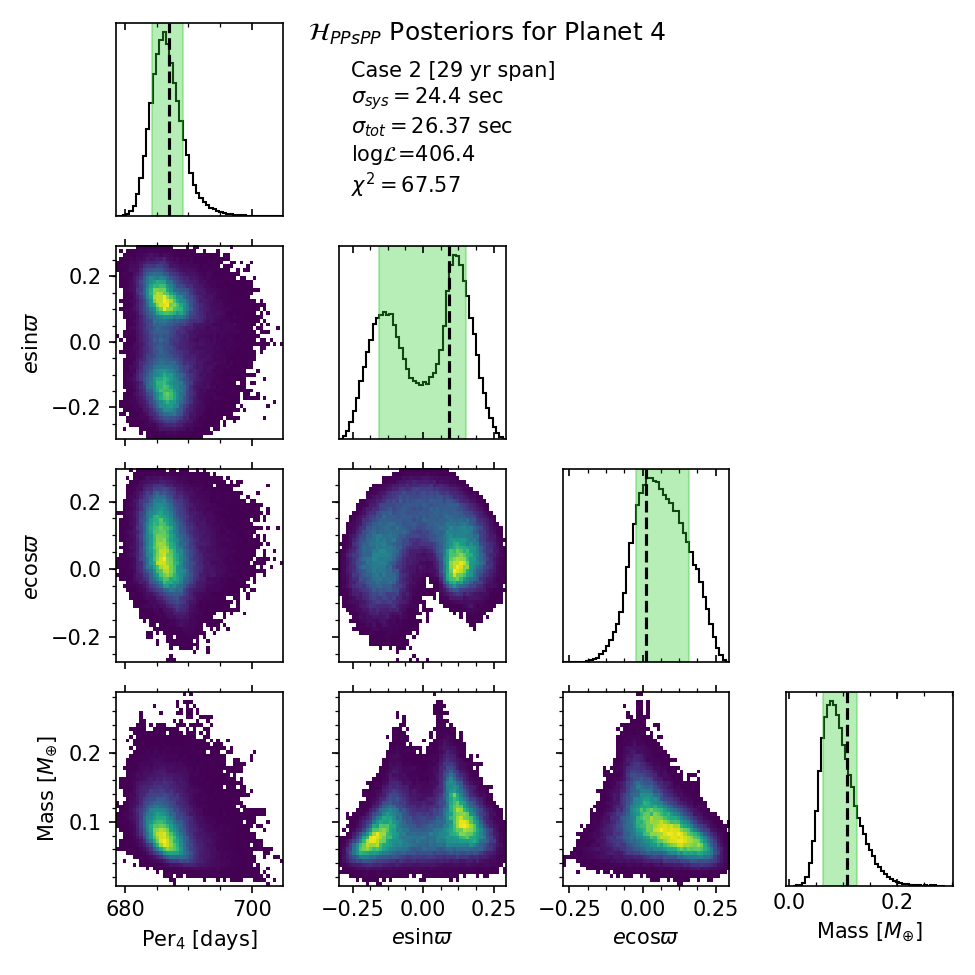 𝓗_PPsPP Posteriors for Planet 4
Case 2 [29 yr span]
σ_sys = 24.4 sec
σ_tot = 26.37 sec
logℒ=406.4
χ² = 67.57
0.2
0.0
−0.2
esinϖ
0.2
0.0
−0.2
ecosϖ
0.2
0.1
Mass [M⊕]
680 700
Per₄ [days]
−0.25 0.00 0.25
esinϖ
−0.25 0.00 0.25
ecosϖ
0.0 0.2
Mass [M⊕]